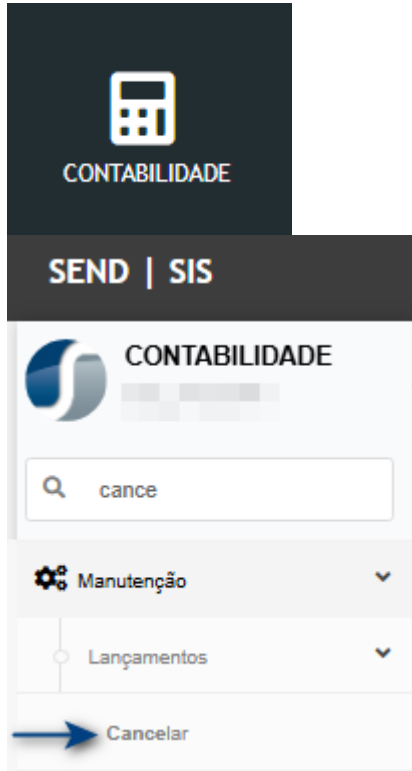 CONTABILIDADE
SEND | SIS
CONTABILIDADE
cance
Manutenção
Lançamentos
Cancelar